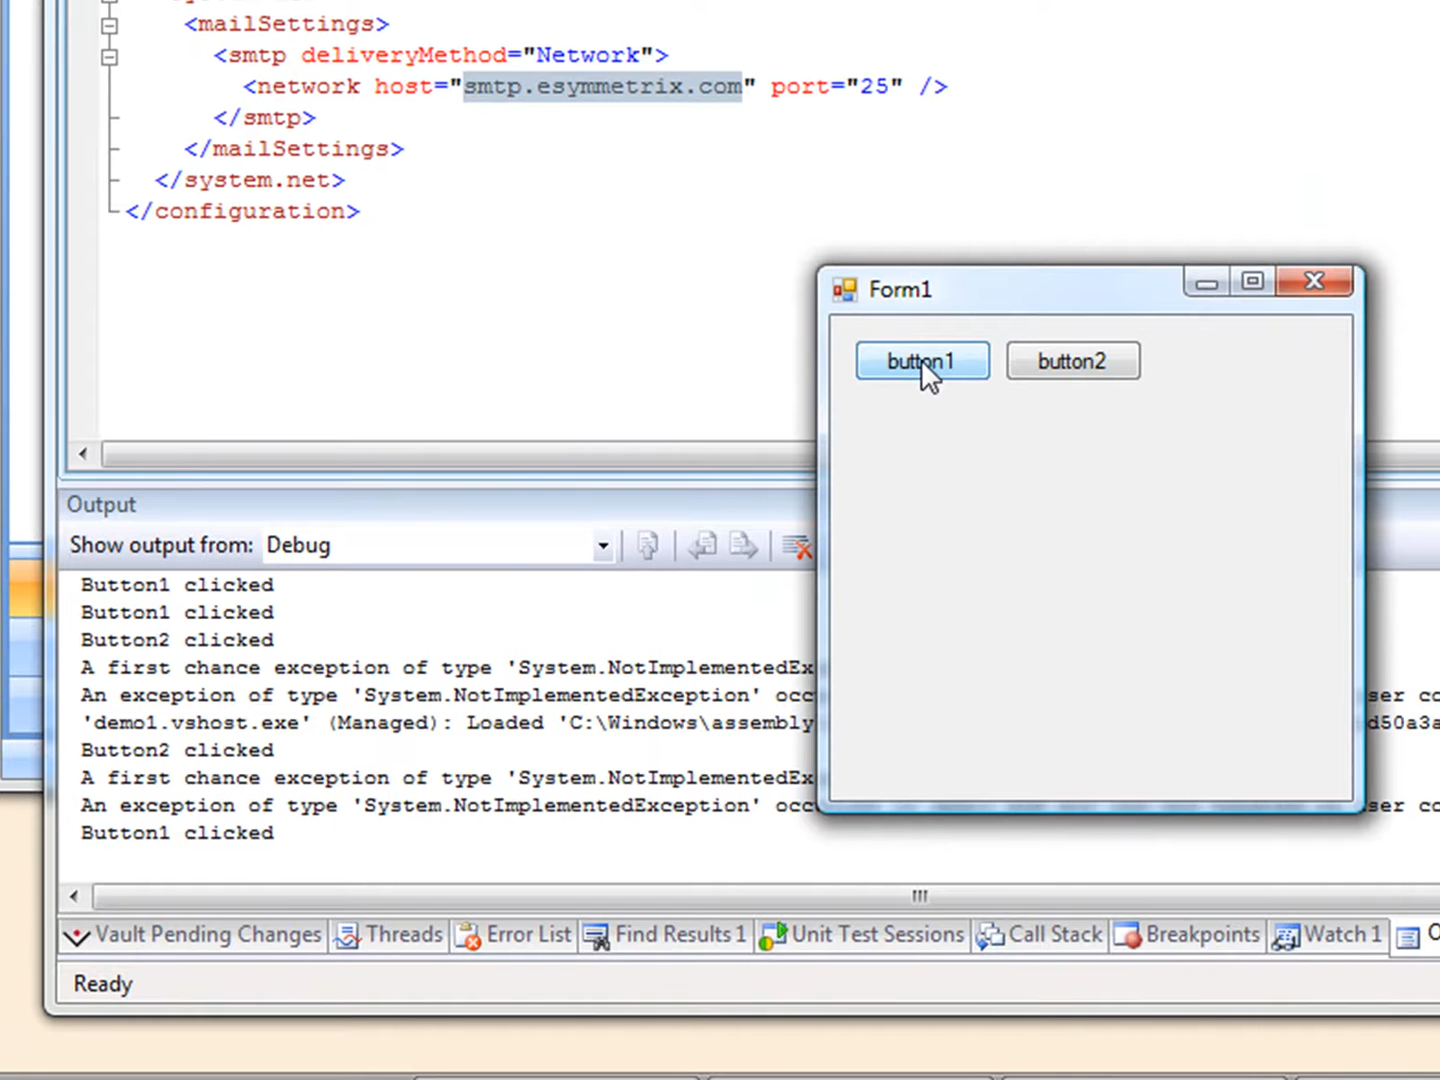 <mailSettings>
<smtp deliveryMethod="Network">
<network host="smtp.esymmetrix.com" port="25" />
</smtp>
</mailSettings>
</system.net>
</configuration>
Form1
button1 button2
Output
Show output from: Debug
Button1 clicked
Button1 clicked
Button2 clicked
A first chance exception of type 'System.NotImplementedEx
An exception of type 'System.NotImplementedException' occ ser co
'demo1.vshost.exe' (Managed): Loaded 'C:\Windows\assembly d50a3a
Button2 clicked
A first chance exception of type 'System.NotImplementedEx
An exception of type 'System.NotImplementedException' occ ser co
Button1 clicked
Vault Pending Changes Threads Error List Find Results 1 Unit Test Sessions Call Stack Breakpoints Watch 1 O
Ready